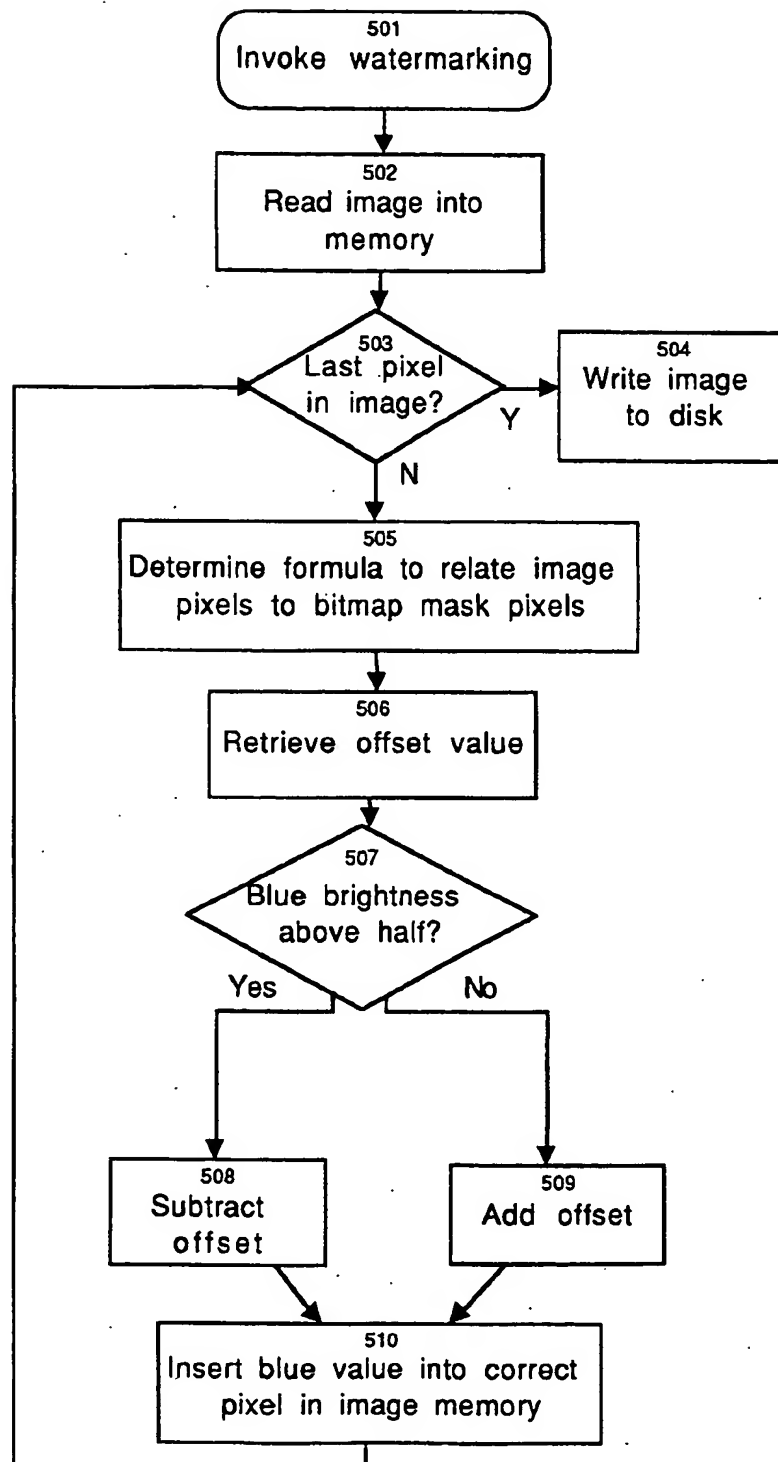 501
Invoke watermarking
502
Read image into
memory
503
Last pixel
in image?
Y
N
504
Write image
to disk
505
Determine formula to relate image
pixels to bitmap mask pixels
506
Retrieve offset value
507
Blue brightness
above half?
Yes
No
508
Subtract
offset
509
Add offset
510
Insert blue value into correct
pixel in image memory